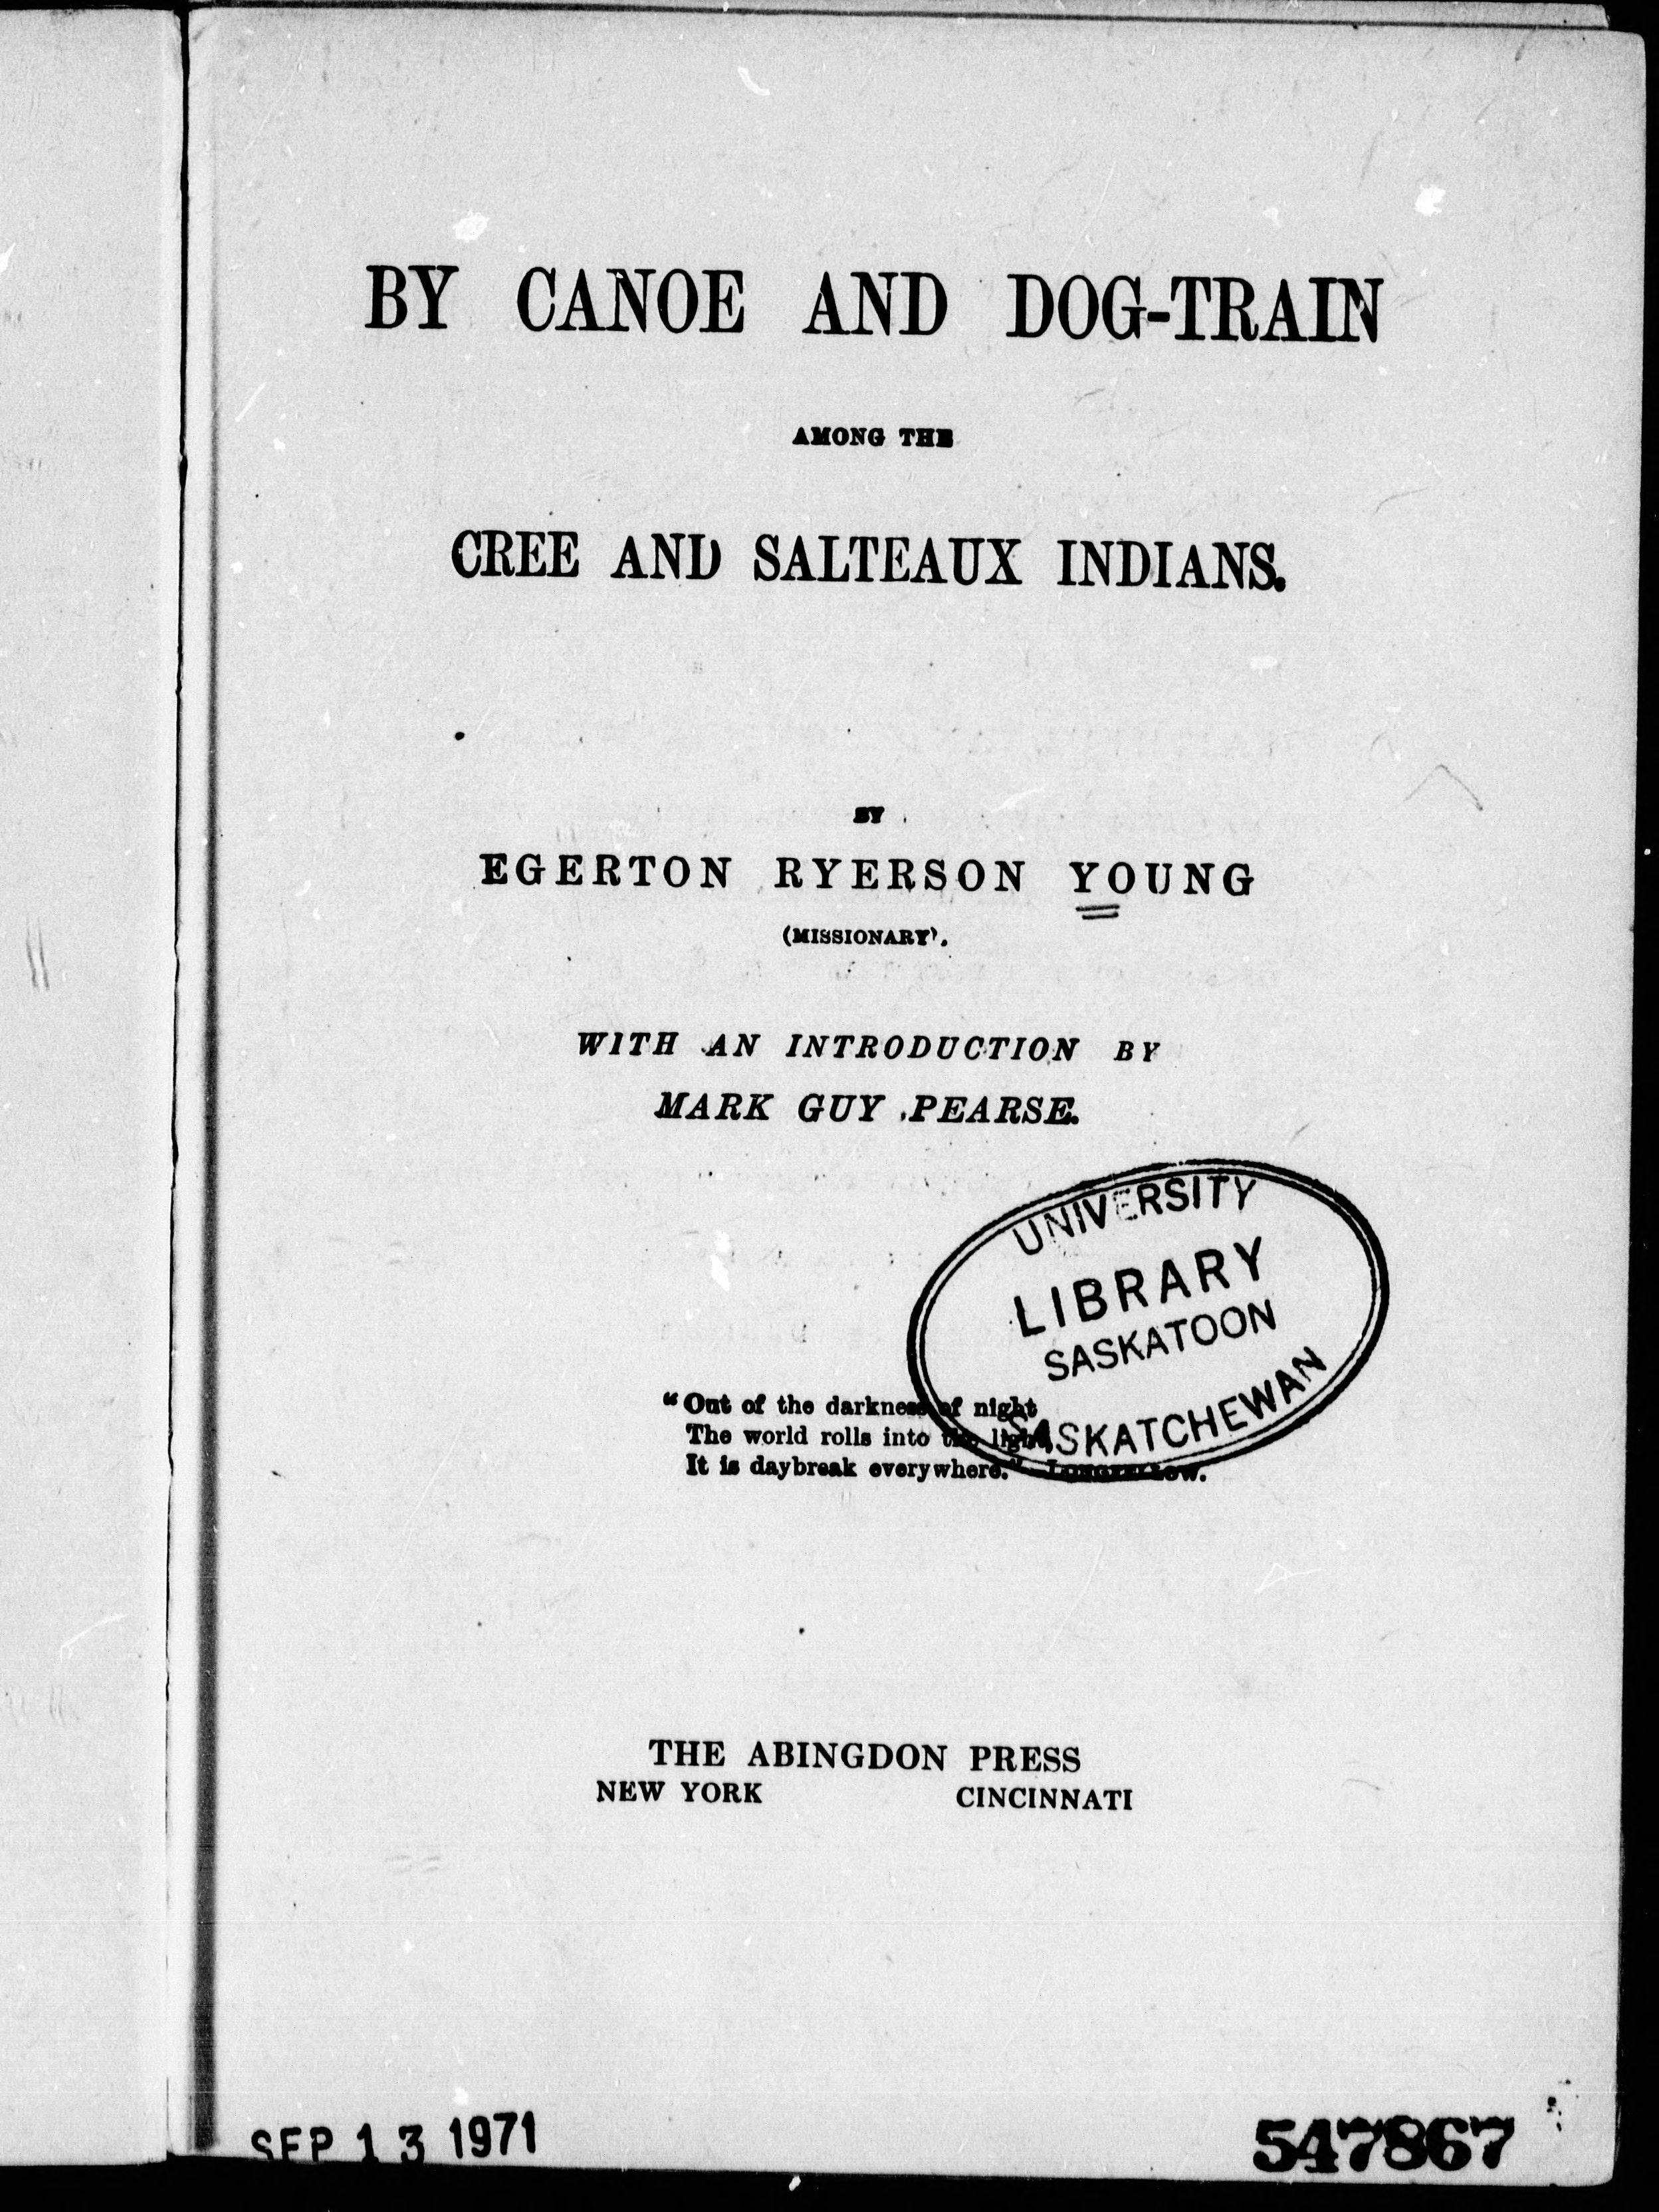 BY CANOE AND DOG-TRAIN
AMONG THE
CREE AND SALTEAUX INDIANS.
BY
EGERTON RYERSON YOUNG
(MISSIONARY).
WITH AN INTRODUCTION BY
MARK GUY PEARSE.
UNIVERSITY
LIBRARY
SASKATOON
SASKATCHEWAN
“Out of the darkness of night
The world rolls into the light;
It is daybreak everywhere.”—LONGFELLOW.
THE ABINGDON PRESS
NEW YORK CINCINNATI
SEP 13 1971
547867